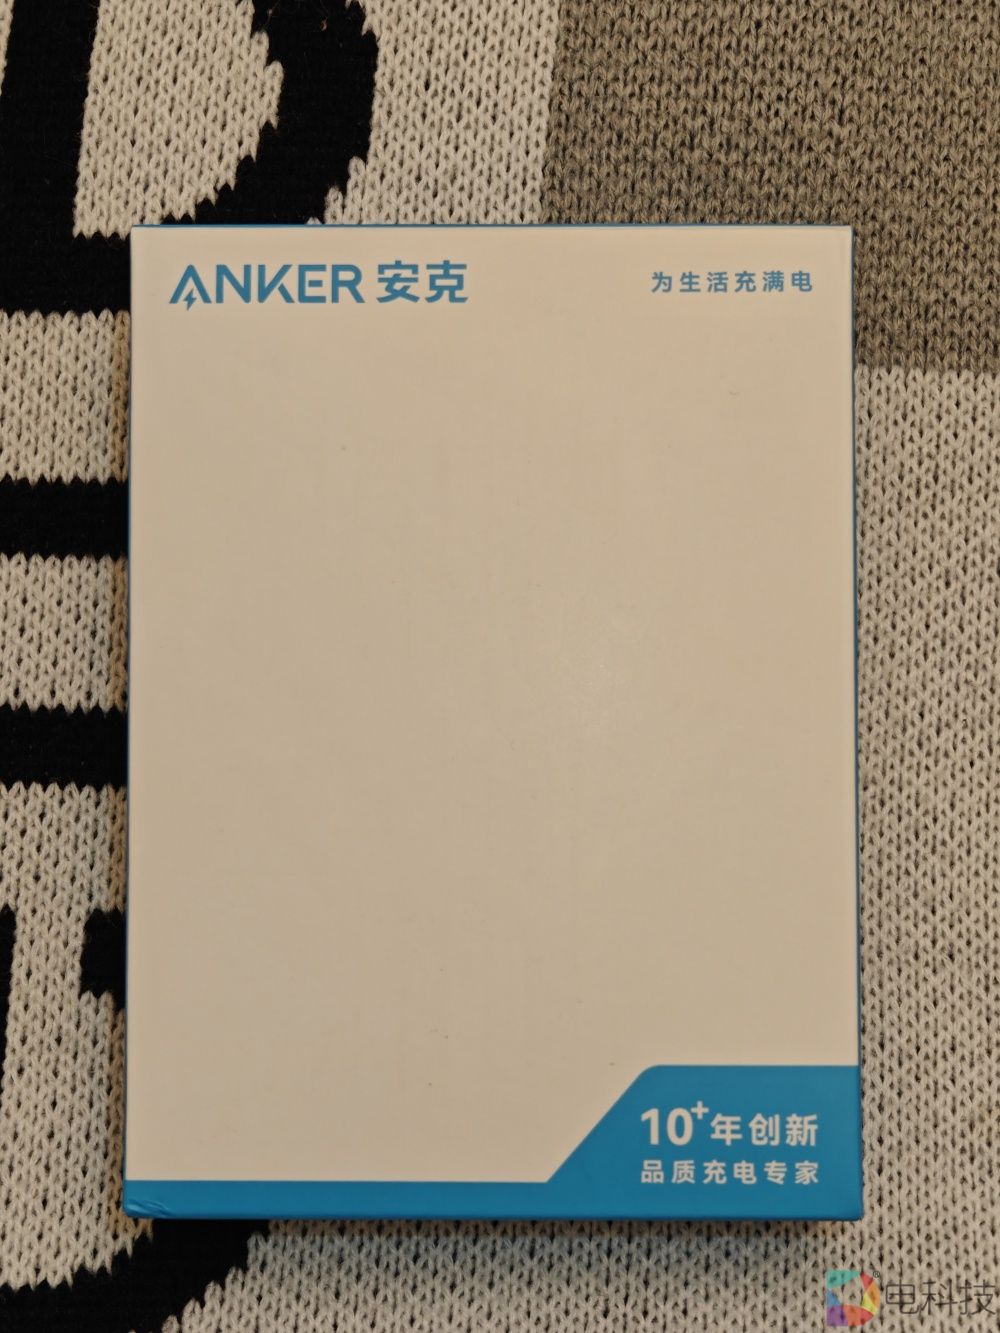 ANKER 安克
为生活充满电
10+年创新
品质充电专家
电科技